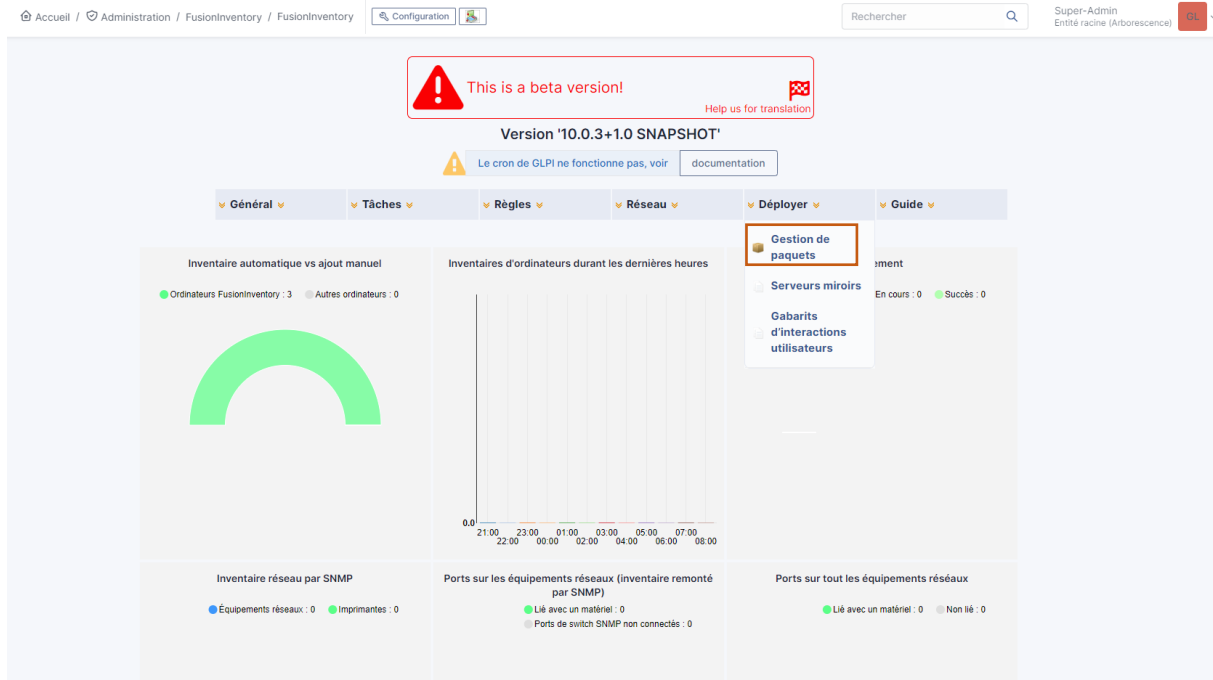 Accueil / Administration / FusionInventory / FusionInventory
Configuration
Rechercher
Super-Admin
Entité racine (Arborescence)
GL
This is a beta version!
Help us for translation
Version '10.0.3+1.0 SNAPSHOT'
Le cron de GLPI ne fonctionne pas, voir
documentation
Général
Tâches
Règles
Réseau
Déployer
Guide
Gestion de
paquets
Serveurs miroirs
Gabarits
d'interactions
utilisateurs
Inventaire automatique vs ajout manuel
Ordinateurs FusionInventory : 3
Autres ordinateurs : 0
Inventaires d'ordinateurs durant les dernières heures
0.0
21:00
22:00
23:00
00:00
01:00
02:00
03:00
04:00
05:00
06:00
07:00
08:00
ement
En cours : 0
Succès : 0
Inventaire réseau par SNMP
Équipements réseaux : 0
Imprimantes : 0
Ports sur les équipements réseaux (inventaire remonté
par SNMP)
Lié avec un matériel : 0
Ports de switch SNMP non connectés : 0
Ports sur tout les équipements réséaux
Lié avec un matériel : 0
Non lié : 0